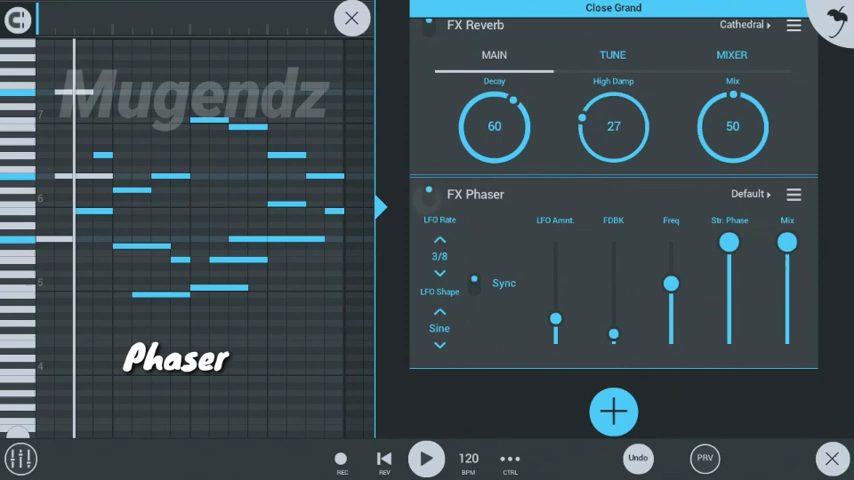 Close Grand
FX Reverb
Cathedral
MAIN
TUNE
MIXER
Decay
High Damp
Mix
60
27
50
Mugendz
7
6
5
4
FX Phaser
Default
LFO Rate
3/8
LFO Shape
Sine
Sync
LFO Amnt.
FDBK
Freq
Str. Phase
Mix
Phaser
REC
REV
120
BPM
CTRL
Undo
PRV